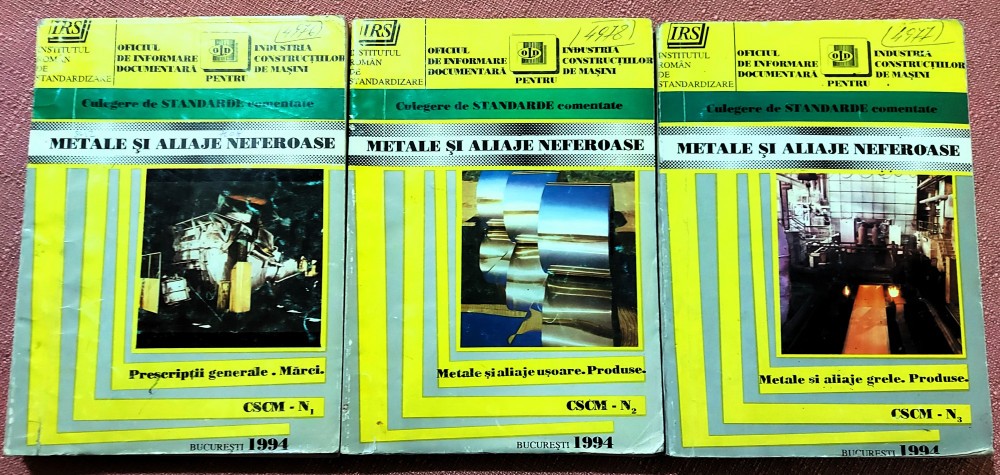 IRS
INSTITUTUL
ROMÂN
DE
STANDARDIZARE
OFICIUL
DE INFORMARE
DOCUMENTARĂ
OID
PENTRU
INDUSTRIA
CONSTRUCȚIILOR
DE MAȘINI
Culegere de STANDARDE comentate
METALE ȘI ALIAJE NEFEROASE
Prescripții generale. Mărci.
CSCM - N1
BUCUREȘTI 1994
IRS
4978
INSTITUTUL
ROMÂN
DE
STANDARDIZARE
OFICIUL
DE INFORMARE
DOCUMENTARĂ
OID
PENTRU
INDUSTRIA
CONSTRUCȚIILOR
DE MAȘINI
Culegere de STANDARDE comentate
METALE ȘI ALIAJE NEFEROASE
Metale și aliaje ușoare. Produse.
CSCM - N2
BUCUREȘTI 1994
IRS
4977
INSTITUTUL
ROMÂN
DE
STANDARDIZARE
OFICIUL
DE INFORMARE
DOCUMENTARĂ
OID
PENTRU
INDUSTRIA
CONSTRUCȚIILOR
DE MAȘINI
Culegere de STANDARDE comentate
METALE ȘI ALIAJE NEFEROASE
Metale si aliaje grele. Produse.
CSCM - N3
BUCUREȘTI 1994